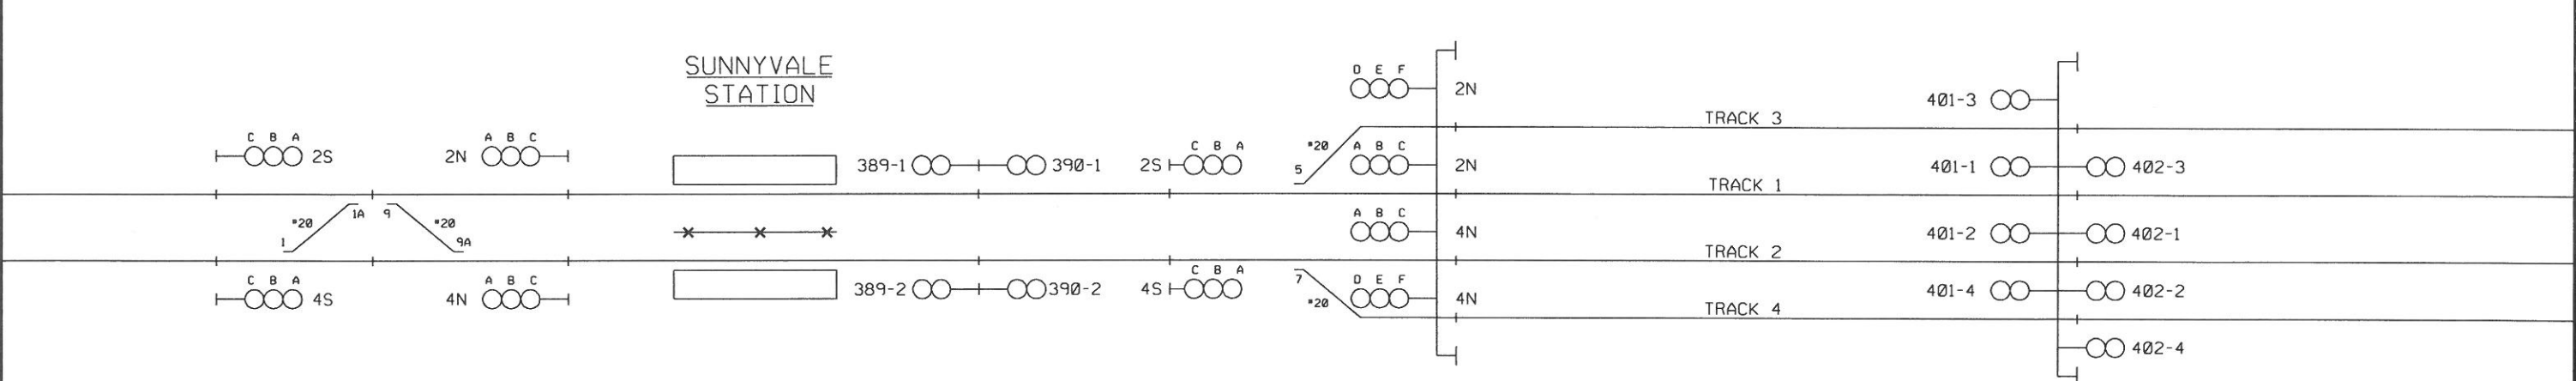 SUNNYVALE
STATION
C B A
2S
A B C
2N
389-1
390-1
C B A
2S
D E F
2N
TRACK 3
401-3
#20
5
A B C
2N
TRACK 1
401-1
402-3
#20
1
1A
9
#20
9A
A B C
4N
TRACK 2
401-2
402-1
C B A
4S
A B C
4N
389-2
390-2
C B A
4S
7
#20
D E F
4N
TRACK 4
401-4
402-2
402-4